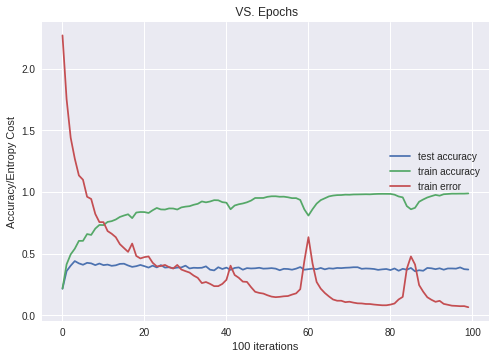 VS. Epochs
Accuracy/Entropy Cost
2.0
1.5
1.0
0.5
0.0
test accuracy
train accuracy
train error
0 20 40 60 80 100
100 iterations